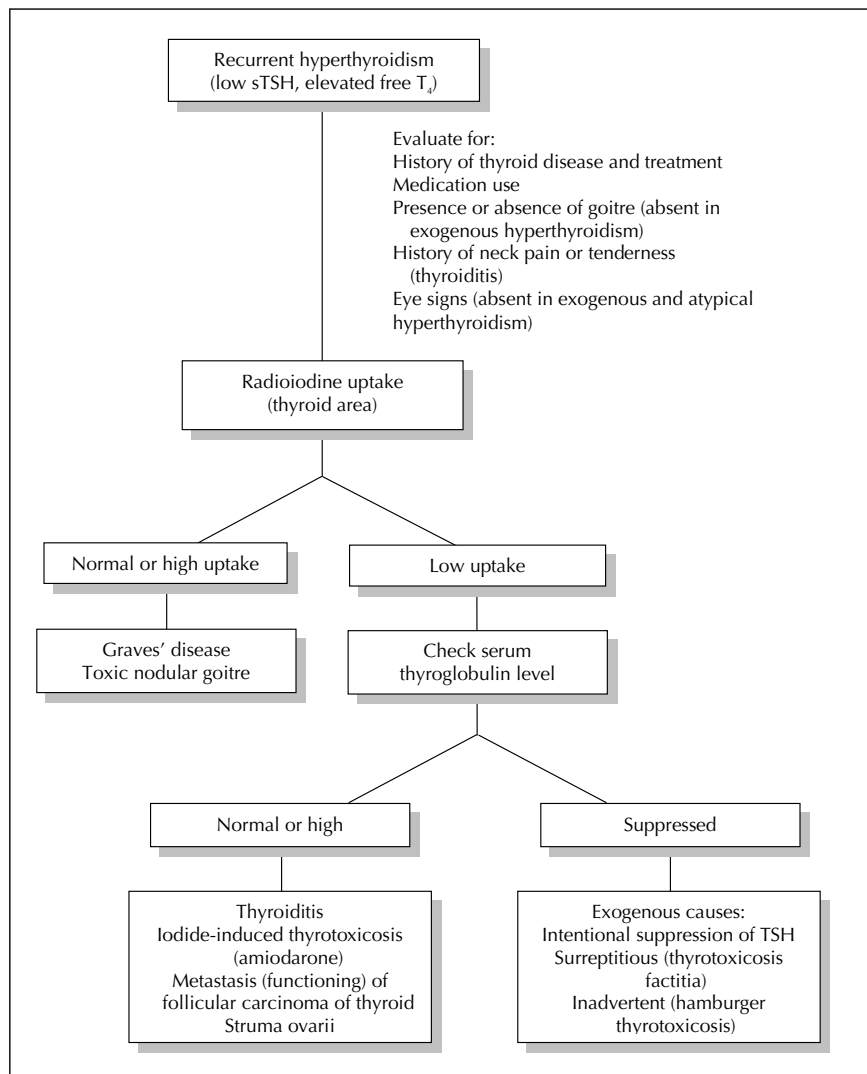 Recurrent hyperthyroidism
(low sTSH, elevated free T₄)
Evaluate for:
History of thyroid disease and treatment
Medication use
Presence or absence of goitre (absent in
exogenous hyperthyroidism)
History of neck pain or tenderness
(thyroiditis)
Eye signs (absent in exogenous and atypical
hyperthyroidism)
Radioiodine uptake
(thyroid area)
Normal or high uptake
Low uptake
Graves’ disease
Toxic nodular goitre
Check serum
thyroglobulin level
Normal or high
Suppressed
Thyroiditis
Iodide-induced thyrotoxicosis
(amiodarone)
Metastasis (functioning) of
follicular carcinoma of thyroid
Struma ovarii
Exogenous causes:
Intentional suppression of TSH
Surreptitious (thyrotoxicosis
factitia)
Inadvertent (hamburger
thyrotoxicosis)